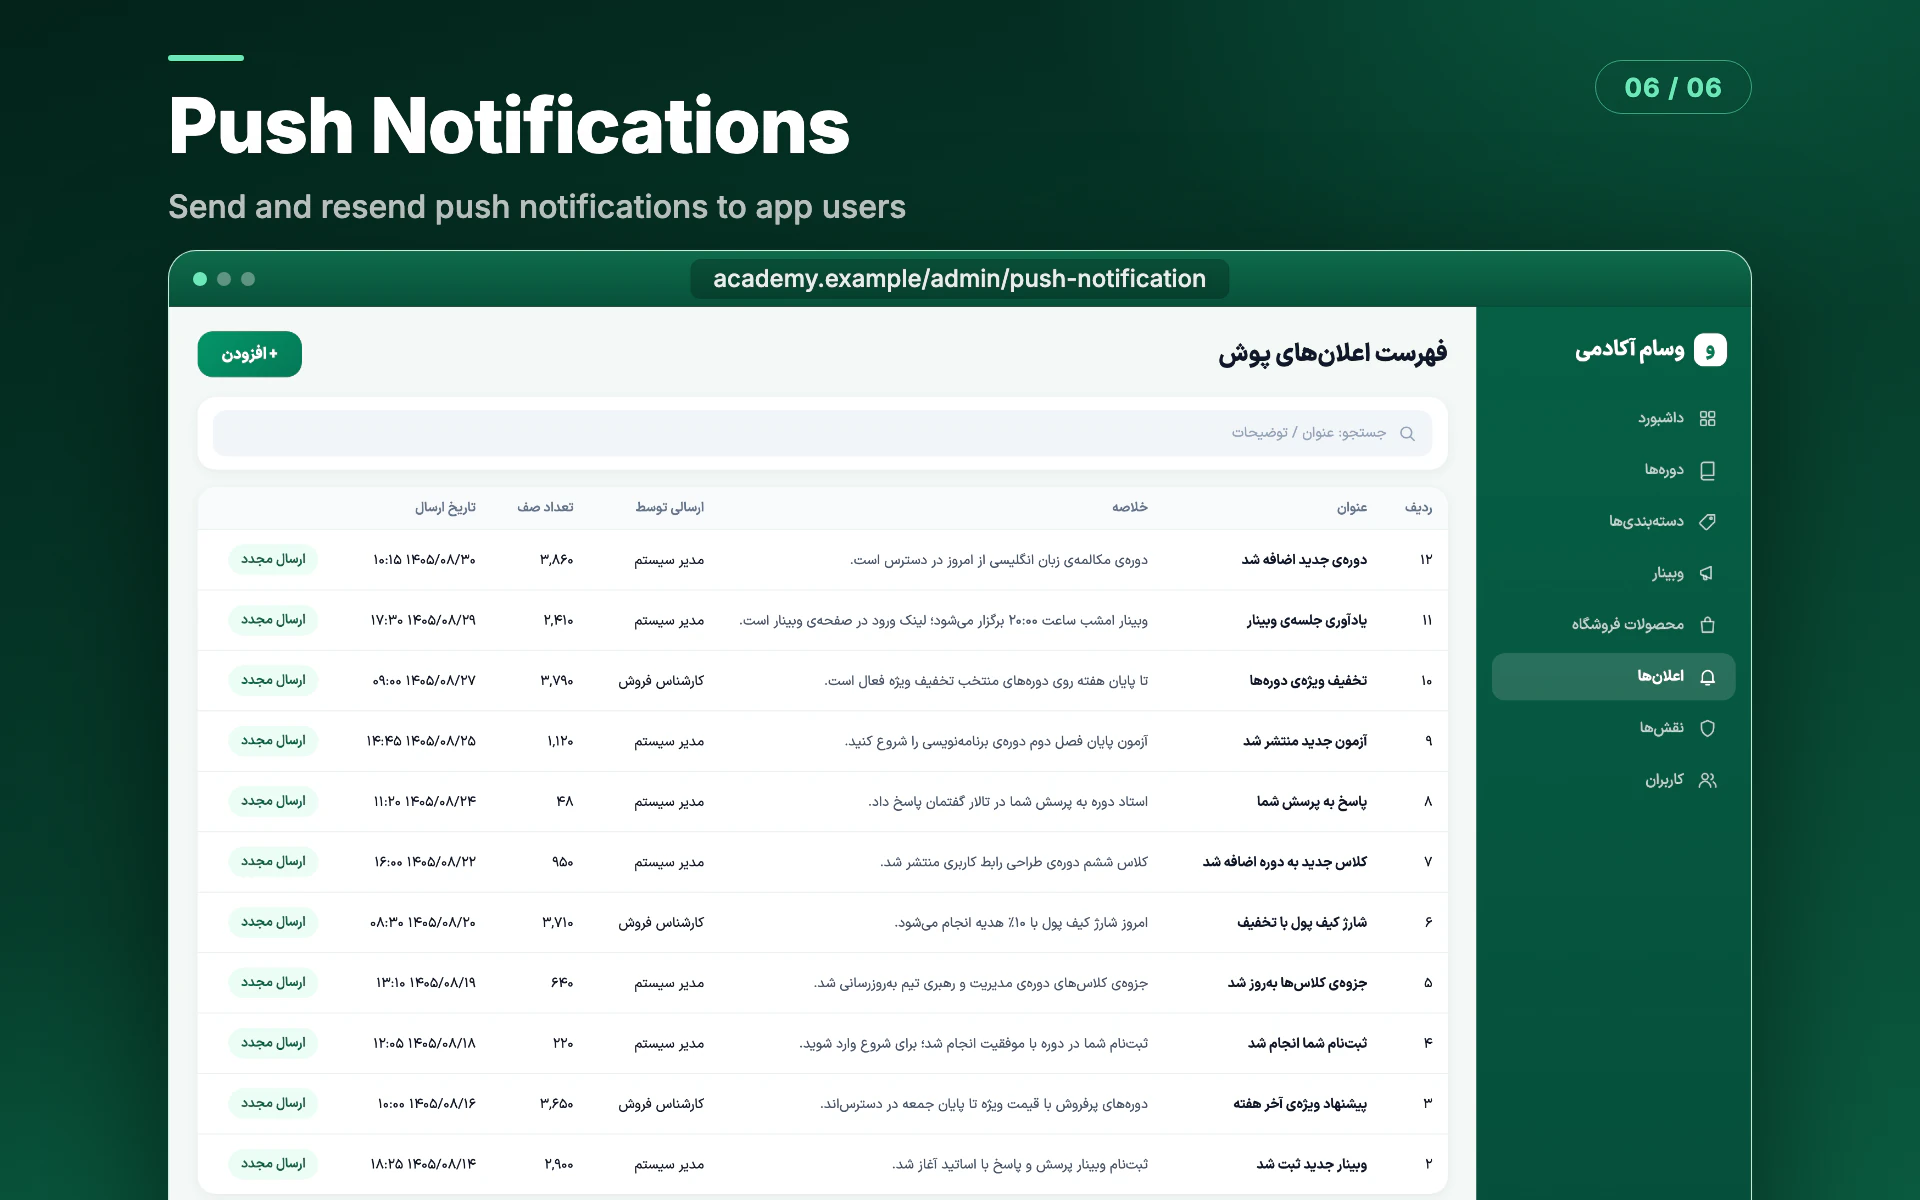 Push Notifications
06 / 06
Send and resend push notifications to app users
academy.example/admin/push-notification
و وسام آکادمی
داشبورد
دوره‌ها
دسته‌بندی‌ها
وبینار
محصولات فروشگاه
اعلان‌ها
نقش‌ها
کاربران
فهرست اعلان‌های پوش
+ افزودن
جستجو: عنوان / توضیحات
ردیف عنوان خلاصه ارسالی توسط تعداد صف تاریخ ارسال
۱۲ دوره‌ی جدید اضافه شد دوره‌ی مکالمه‌ی زبان انگلیسی از امروز در دسترس است. مدیر سیستم ۳,۸۶۰ ۱۴۰۵/۰۸/۳۰ ۱۰:۱۵ ارسال مجدد
۱۱ یادآوری جلسه‌ی وبینار وبینار امشب ساعت ۲۰:۰۰ برگزار می‌شود؛ لینک ورود در صفحه‌ی وبینار است. مدیر سیستم ۲,۴۱۰ ۱۴۰۵/۰۸/۲۹ ۱۷:۳۰ ارسال مجدد
۱۰ تخفیف ویژه‌ی دوره‌ها تا پایان هفته روی دوره‌های منتخب تخفیف ویژه فعال است. کارشناس فروش ۳,۷۹۰ ۱۴۰۵/۰۸/۲۷ ۰۹:۰۰ ارسال مجدد
۹ آزمون جدید منتشر شد آزمون پایان فصل دوم دوره‌ی برنامه‌نویسی را شروع کنید. مدیر سیستم ۱,۱۲۰ ۱۴۰۵/۰۸/۲۵ ۱۴:۴۵ ارسال مجدد
۸ پاسخ به پرسش شما استاد دوره به پرسش شما در تالار گفتمان پاسخ داد. مدیر سیستم ۴۸ ۱۴۰۵/۰۸/۲۴ ۱۱:۲۰ ارسال مجدد
۷ کلاس جدید به دوره اضافه شد کلاس ششم دوره‌ی طراحی رابط کاربری منتشر شد. مدیر سیستم ۹۵۰ ۱۴۰۵/۰۸/۲۲ ۱۶:۰۰ ارسال مجدد
۶ شارژ کیف پول با تخفیف امروز شارژ کیف پول با ۱۰٪ هدیه انجام می‌شود. کارشناس فروش ۳,۷۱۰ ۱۴۰۵/۰۸/۲۰ ۰۸:۳۰ ارسال مجدد
۵ جزوه‌ی کلاس‌ها به‌روز شد جزوه‌ی کلاس‌های دوره‌ی مدیریت و رهبری تیم به‌روزرسانی شد. مدیر سیستم ۶۴۰ ۱۴۰۵/۰۸/۱۹ ۱۳:۱۰ ارسال مجدد
۴ ثبت‌نام شما انجام شد ثبت‌نام شما در دوره با موفقیت انجام شد؛ برای شروع وارد شوید. مدیر سیستم ۲۲۰ ۱۴۰۵/۰۸/۱۸ ۱۲:۰۵ ارسال مجدد
۳ پیشنهاد ویژه‌ی آخر هفته دوره‌های پرفروش با قیمت ویژه تا پایان جمعه در دسترس‌اند. کارشناس فروش ۳,۶۵۰ ۱۴۰۵/۰۸/۱۶ ۱۰:۰۰ ارسال مجدد
۲ وبینار جدید ثبت شد ثبت‌نام وبینار پرسش و پاسخ با اساتید آغاز شد. مدیر سیستم ۲,۹۰۰ ۱۴۰۵/۰۸/۱۴ ۱۸:۲۵ ارسال مجدد